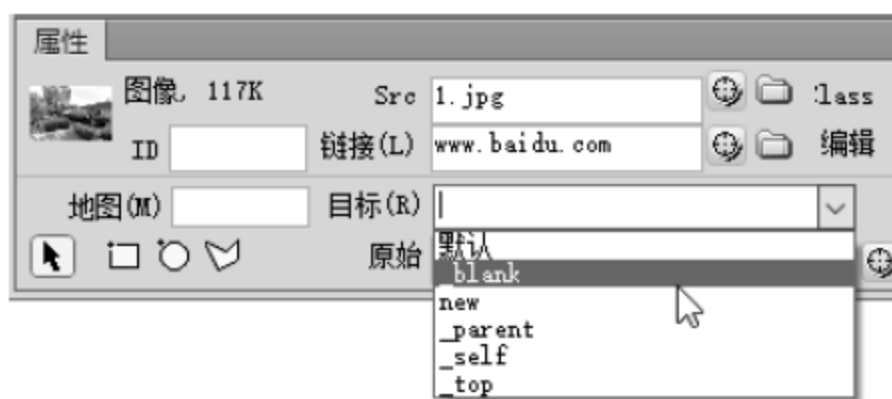 属性
图像, 117K Src 1.jpg Class
ID 链接(L) www.baidu.com 编辑
地图(M) 目标(R)
原始 默认
_blank
new
_parent
_self
_top